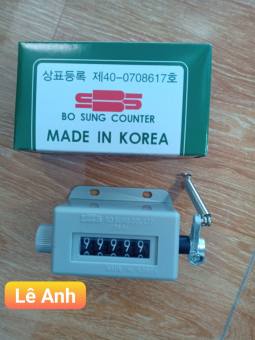 상표등록 제40-0708617호
SBS
BO SUNG COUNTER
MADE IN KOREA
99999
Lê Anh